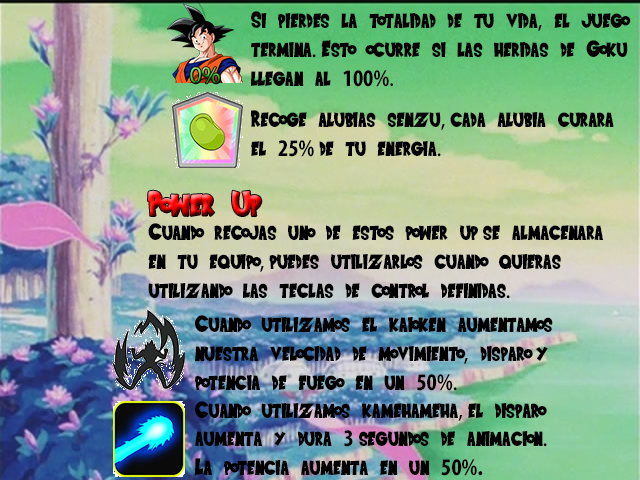 Si pierdes la totalidad de tu vida, el juego
termina. Esto ocurre si las heridas de Goku
llegan al 100%.
0%
Recoge alubias senzu, cada alubia curara
el 25% de tu energia.
Power Up
Cuando recojas uno de estos power up se almacenara
en tu equipo, puedes utilizarlos cuando quieras
utilizando las teclas de control definidas.
Cuando utilizamos el kaioken aumentamos
nuestra velocidad de movimiento, disparo y
potencia de fuego en un 50%.
Cuando utilizamos kamehameha, el disparo
aumenta y dura 3 segundos de animacion.
La potencia aumenta en un 50%.